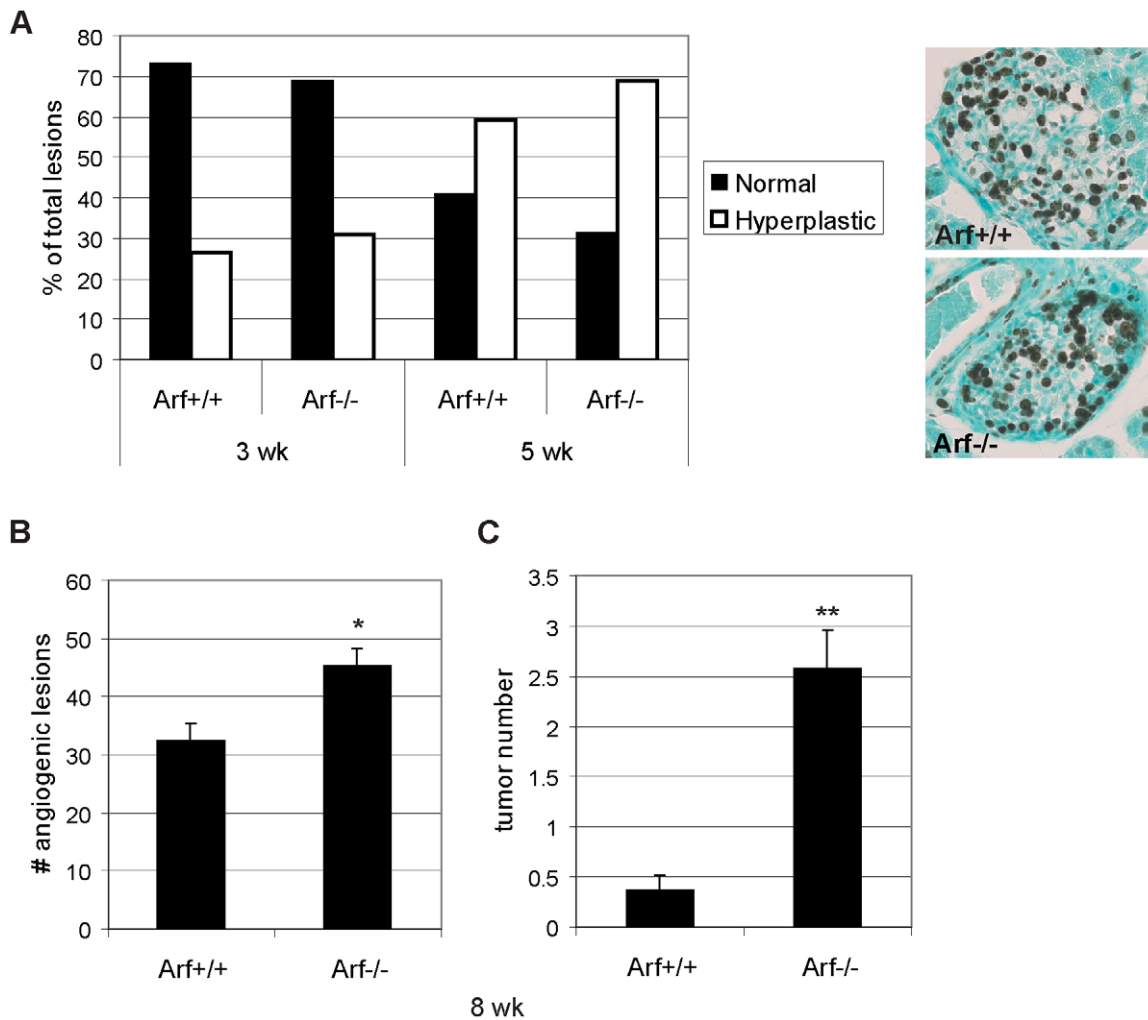 A
80
70
60
50
40
30
20
10
0
% of total lesions
Arf+/+ Arf-/- Arf+/+ Arf-/-
3 wk 5 wk
Normal
Hyperplastic
Arf+/+
Arf-/-
B
60
50
40
30
20
10
0
# angiogenic lesions
*
Arf+/+ Arf-/-
C
3.5
3
2.5
2
1.5
1
0.5
0
tumor number
**
Arf+/+ Arf-/-
8 wk